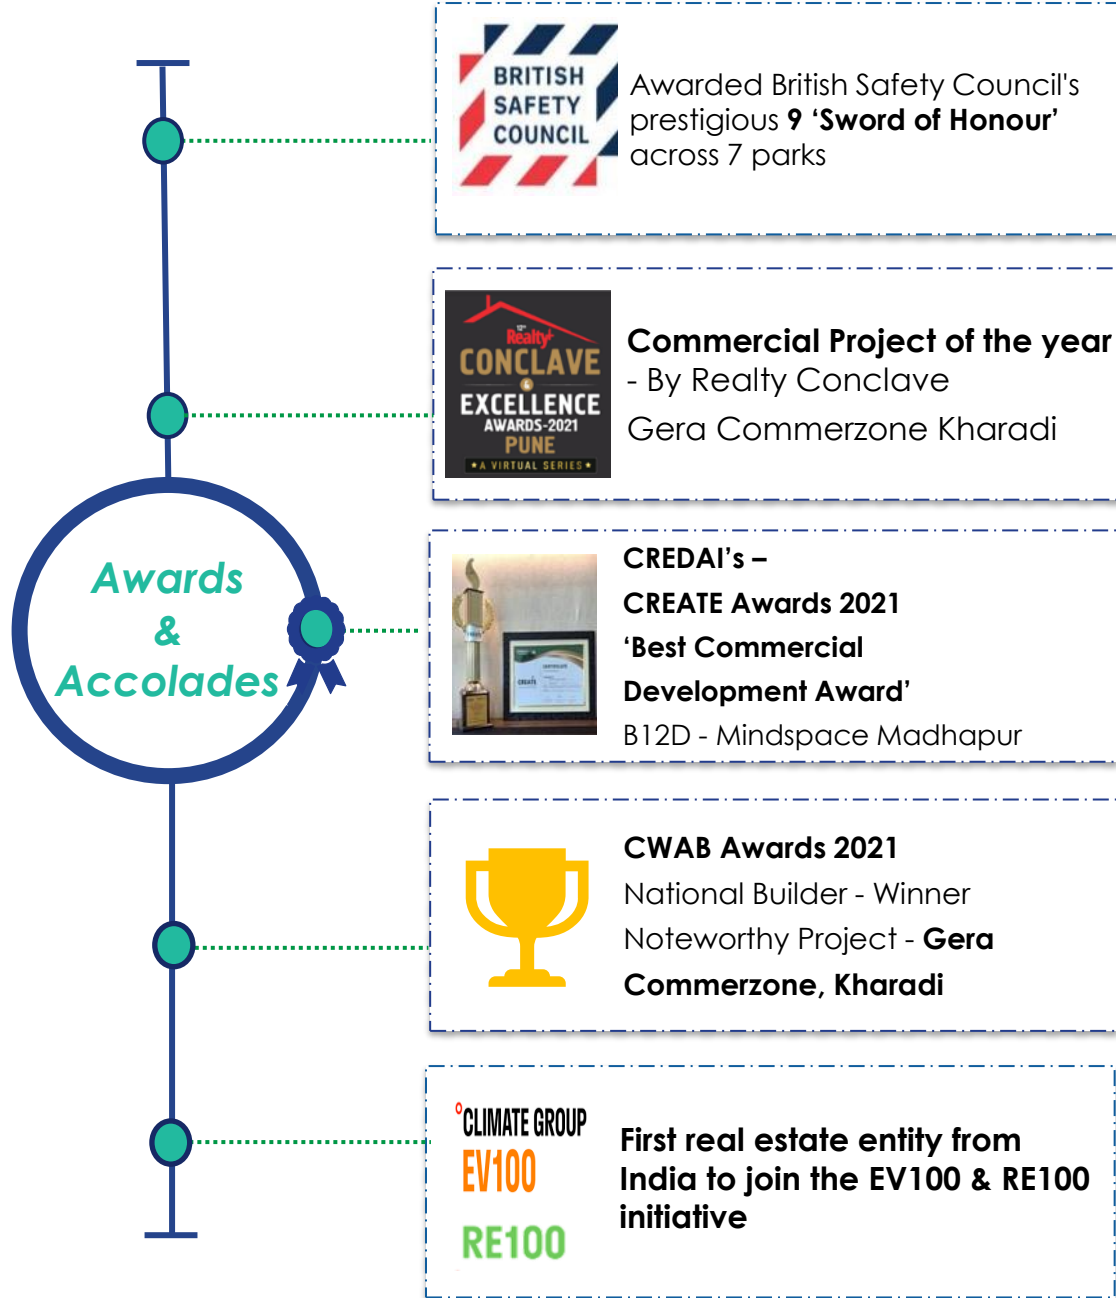 Awards
&
Accolades
BRITISH
SAFETY
COUNCIL
Awarded British Safety Council's
prestigious 9 ‘Sword of Honour’
across 7 parks
12th
Realty+
CONCLAVE
&
EXCELLENCE
AWARDS-2021
PUNE
★ A VIRTUAL SERIES ★
Commercial Project of the year
- By Realty Conclave
Gera Commerzone Kharadi
CREATE
CREDAI’s –
CREATE Awards 2021
‘Best Commercial
Development Award’
B12D - Mindspace Madhapur
CWAB Awards 2021
National Builder - Winner
Noteworthy Project - Gera
Commerzone, Kharadi
°CLIMATE GROUP
EV100
RE100
First real estate entity from
India to join the EV100 & RE100
initiative